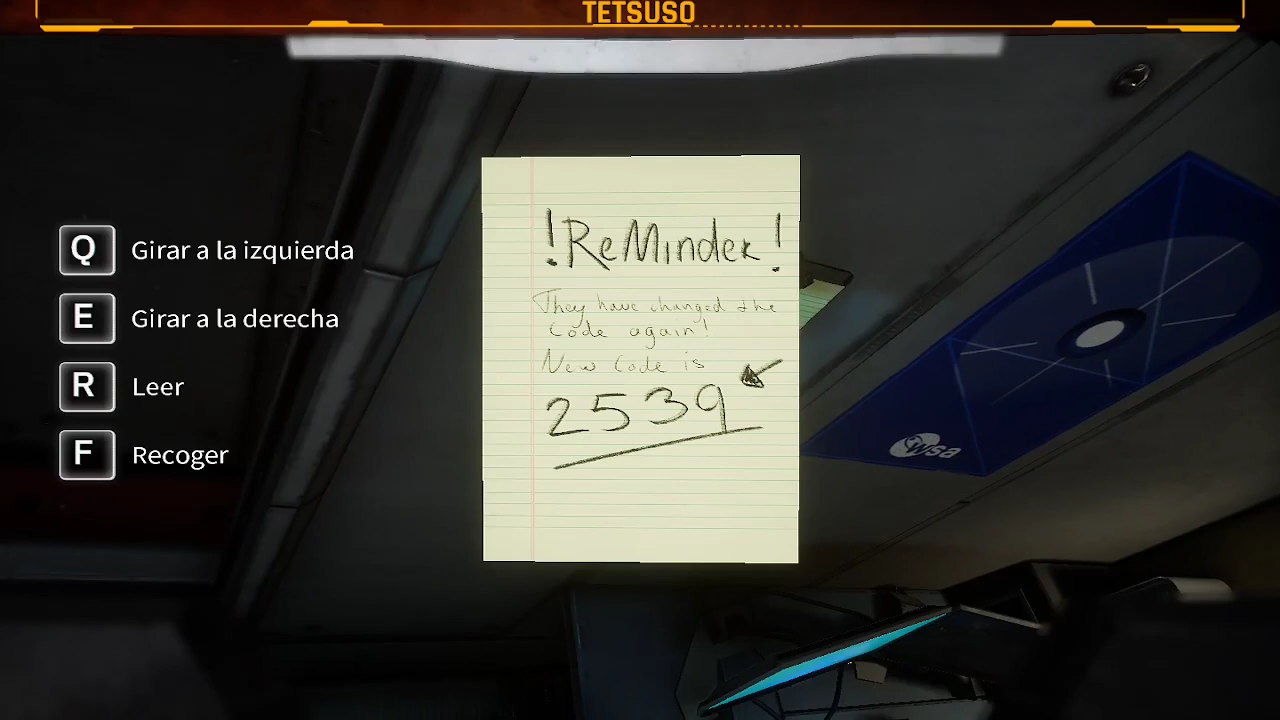 TETSUSO
Q Girar a la izquierda
E Girar a la derecha
R Leer
F Recoger
!ReMinder!
They have changed the
Code again!
New Code is
2539
wsa